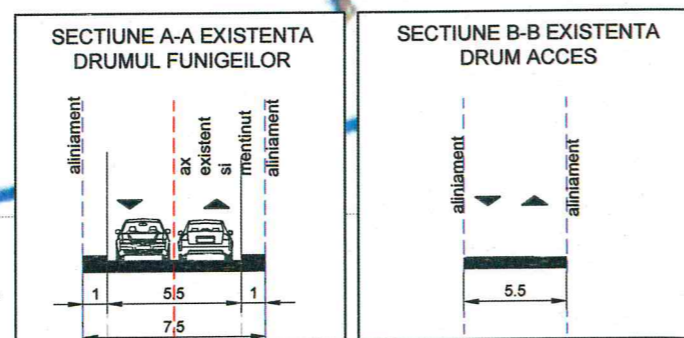 SECTIUNE A-A EXISTENTA
DRUMUL FUNIGEILOR
aliniament
ax
existent
si
mentinut
aliniament
1
5.5
1
7.5
SECTIUNE B-B EXISTENTA
DRUM ACCES
aliniament
aliniament
5.5